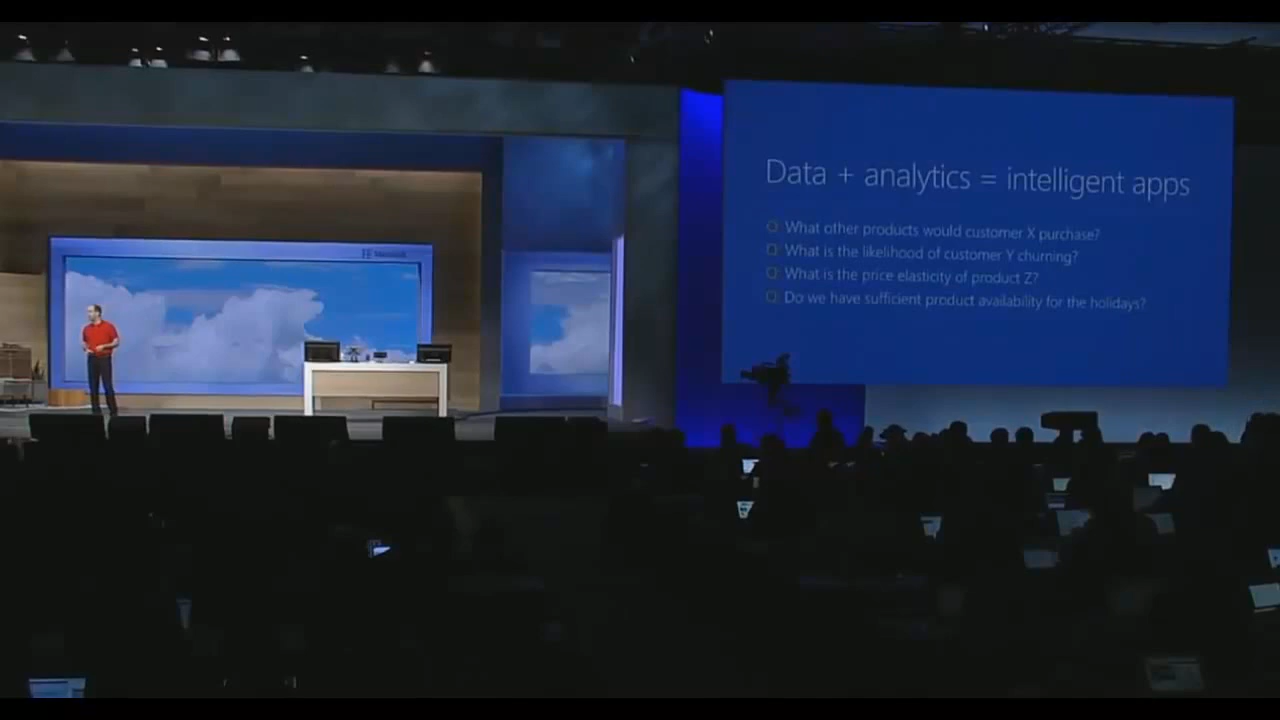 Microsoft
Data + analytics = intelligent apps
What other products would customer X purchase?
What is the likelihood of customer Y churning?
What is the price elasticity of product Z?
Do we have sufficient product availability for the holidays?